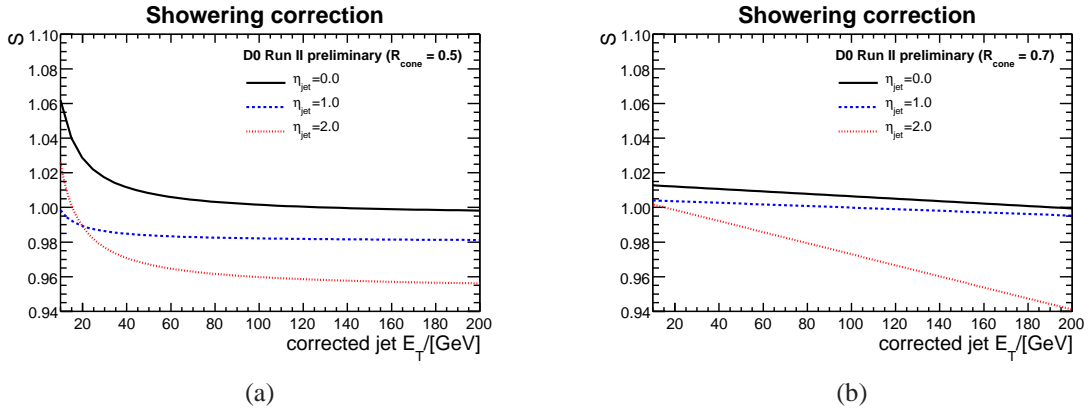 Showering correction
S
1.10
1.08
1.06
1.04
1.02
1.00
0.98
0.96
0.94
D0 Run II preliminary (R_cone = 0.5)
η_jet=0.0
η_jet=1.0
η_jet=2.0
20 40 60 80 100 120 140 160 180 200
corrected jet E_T/[GeV]
(a)
Showering correction
S
1.10
1.08
1.06
1.04
1.02
1.00
0.98
0.96
0.94
D0 Run II preliminary (R_cone = 0.7)
η_jet=0.0
η_jet=1.0
η_jet=2.0
20 40 60 80 100 120 140 160 180 200
corrected jet E_T/[GeV]
(b)